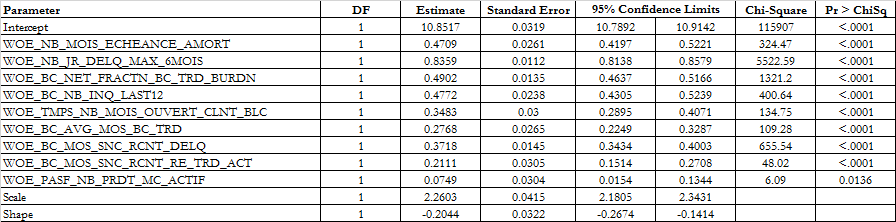 Parameter DF Estimate Standard Error 95% Confidence Limits Chi-Square Pr > ChiSq
Intercept 1 10.8517 0.0319 10.7892 10.9142 115907 <.0001
WOE_NB_MOIS_ECHEANCE_AMORT 1 0.4709 0.0261 0.4197 0.5221 324.47 <.0001
WOE_NB_JR_DELQ_MAX_6MOIS 1 0.8359 0.0112 0.8138 0.8579 5522.59 <.0001
WOE_BC_NET_FRACTN_BC_TRD_BURDN 1 0.4902 0.0135 0.4637 0.5166 1321.2 <.0001
WOE_BC_NB_INQ_LAST12 1 0.4772 0.0238 0.4305 0.5239 400.64 <.0001
WOE_TMPS_NB_MOIS_OUVERT_CLNT_BLC 1 0.3483 0.03 0.2895 0.4071 134.75 <.0001
WOE_BC_AVG_MOS_BC_TRD 1 0.2768 0.0265 0.2249 0.3287 109.28 <.0001
WOE_BC_MOS_SNC_RCNT_DELQ 1 0.3718 0.0145 0.3434 0.4003 655.54 <.0001
WOE_BC_MOS_SNC_RCNT_RE_TRD_ACT 1 0.2111 0.0305 0.1514 0.2708 48.02 <.0001
WOE_PASF_NB_PRDT_MC_ACTIF 1 0.0749 0.0304 0.0154 0.1344 6.09 0.0136
Scale 1 2.2603 0.0415 2.1805 2.3431
Shape 1 -0.2044 0.0322 -0.2674 -0.1414